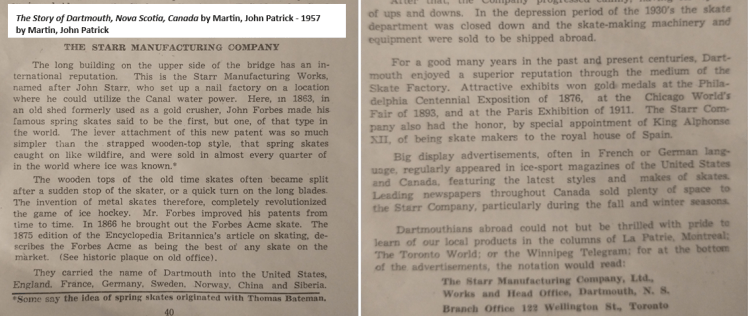 The Story of Dartmouth, Nova Scotia, Canada by Martin, John Patrick - 1957
by Martin, John Patrick
THE STARR MANUFACTURING COMPANY
The long building on the upper side of the bridge has an in-
ternational reputation. This is the Starr Manufacturing Works,
named after John Starr, who set up a nail factory on a location
where he could utilize the Canal water power. Here, in 1863, in
an old shed formerly used as a gold crusher, John Forbes made his
famous spring skates said to be the first, but one, of that type in
the world. The lever attachment of this new patent was so much
simpler than the strapped wooden-top style, that spring skates
caught on like wildfire, and were sold in almost every quarter of
in the world where ice was known.*
The wooden tops of the old time skates often became split
after a sudden stop of the skater, or a quick turn on the long blades.
The invention of metal skates therefore, completely revolutionized
the game of ice hockey. Mr. Forbes improved his patents from
time to time. In 1866 he brought out the Forbes Acme skate. The
1875 edition of the Encyclopedia Britannica's article on skating, de-
scribes the Forbes Acme as being the best of any skate on the
market. (See historic plaque on old office).
They carried the name of Dartmouth into the United States,
England, France, Germany, Sweden, Norway, China and Siberia.
*Some say the idea of spring skates originated with Thomas Bateman.
40
After that, the Company progressed
of ups and downs. In the depression period of the 1930's the skate
department was closed down and the skate-making machinery and
equipment were sold to be shipped abroad.
For a good many years in the past and present centuries, Dart-
mouth enjoyed a superior reputation through the medium of the
Skate Factory. Attractive exhibits won gold medals at the Phila-
delphia Centennial Exposition of 1876, at the Chicago World's
Fair of 1893, and at the Paris Exhibition of 1911. The Starr Com-
pany also had the honor, by special appointment of King Alphonse
XII, of being skate makers to the royal house of Spain.
Big display advertisements, often in French or German lang-
uage, regularly appeared in ice-sport magazines of the United States
and Canada, featuring the latest styles and makes of skates.
Leading newspapers throughout Canada sold plenty of space to
the Starr Company, particularly during the fall and winter seasons.
Dartmouthians abroad could not but be thrilled with pride to
learn of our local products in the columns of La Patrie, Montreal;
The Toronto World; or the Winnipeg Telegram; for at the bottom
of the advertisements, the notation would read:
The Starr Manufacturing Company, Ltd.,
Works and Head Office, Dartmouth, N. S.
Branch Office 122 Wellington St., Toronto